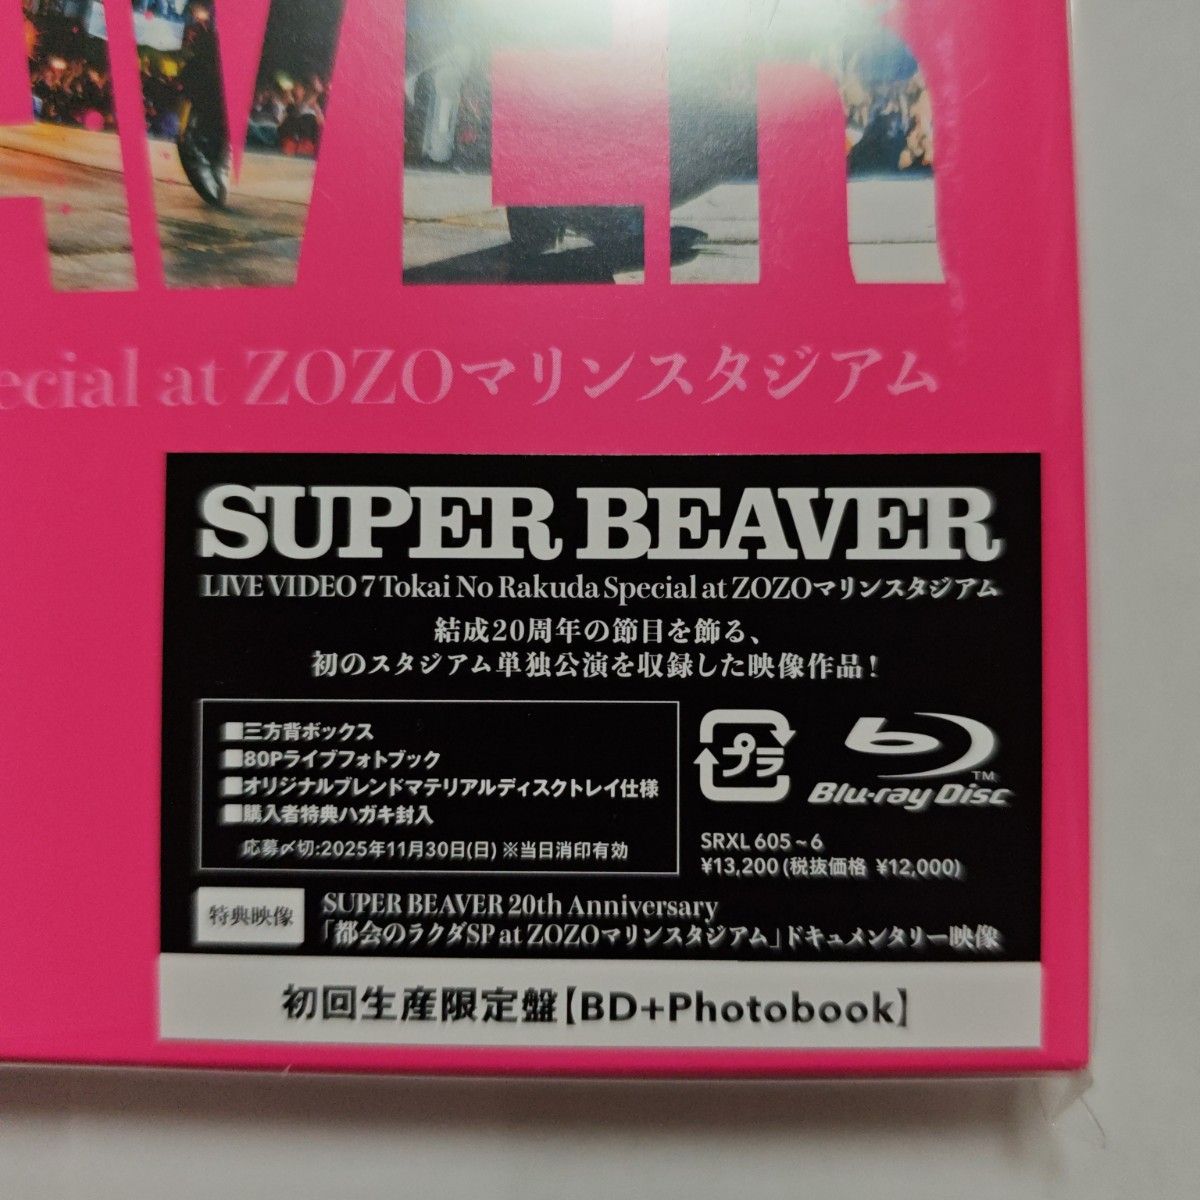 AVER
ecial at ZOZOマリンスタジアム
SUPER BEAVER
LIVE VIDEO 7 Tokai No Rakuda Special at ZOZOマリンスタジアム
結成20周年の節目を飾る、
初のスタジアム単独公演を収録した映像作品！
■三方背ボックス
■80Pライブフォトブック
■オリジナルブレンドマテリアルディスクトレイ仕様
■購入者特典ハガキ封入
応募〆切:2025年11月30日(日) ※当日消印有効
プラ
Blu-ray Disc TM
SRXL 605~6
¥13,200 (税抜価格 ¥12,000)
特典映像
SUPER BEAVER 20th Anniversary
「都会のラクダSP at ZOZOマリンスタジアム」ドキュメンタリー映像
初回生産限定盤【BD+Photobook】